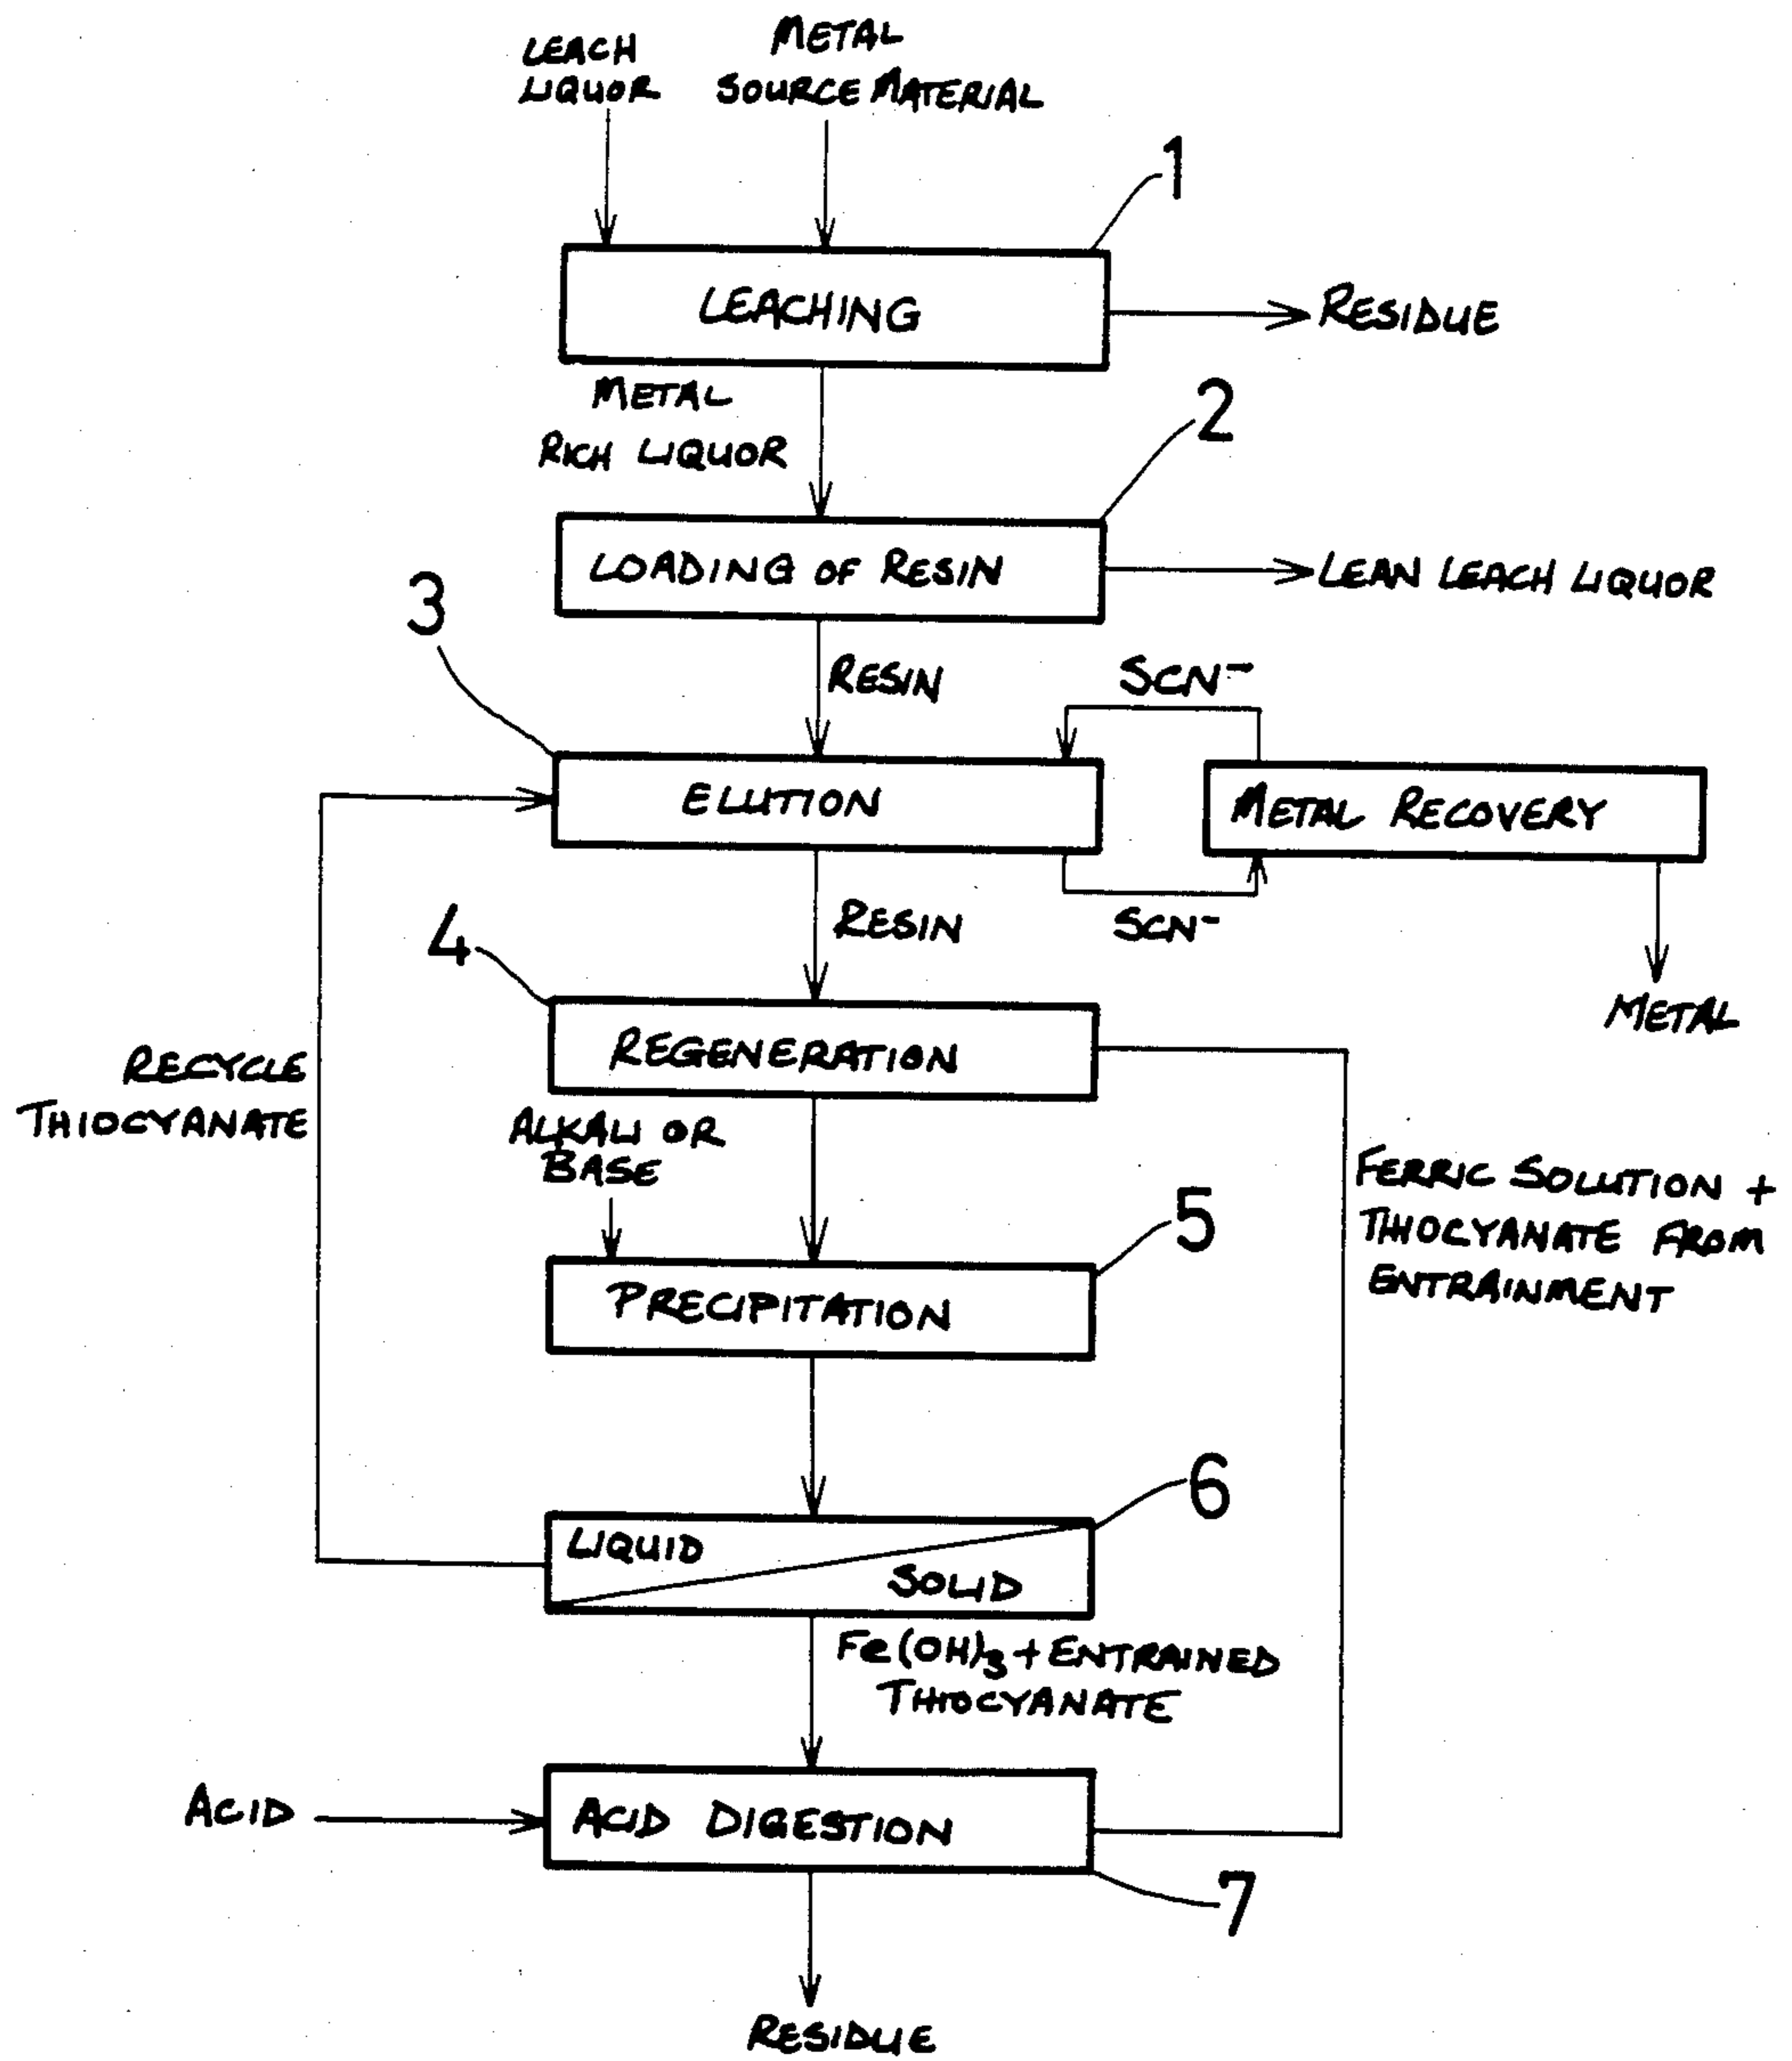 LEACH
LIQUOR
METAL
SOURCE MATERIAL
1
LEACHING
RESIDUE
METAL
RICH LIQUOR
2
LOADING OF RESIN
LEAN LEACH LIQUOR
3
RESIN
SCN⁻
ELUTION
METAL RECOVERY
SCN⁻
RESIN
4
METAL
REGENERATION
RECYCLE
THIOCYANATE
ALKALI OR
BASE
5
FERRIC SOLUTION +
THIOCYANATE FROM
ENTRAINMENT
PRECIPITATION
6
LIQUID
SOLID
Fe(OH)₃ + ENTRAINED
THIOCYANATE
ACID
ACID DIGESTION
7
RESIDUE